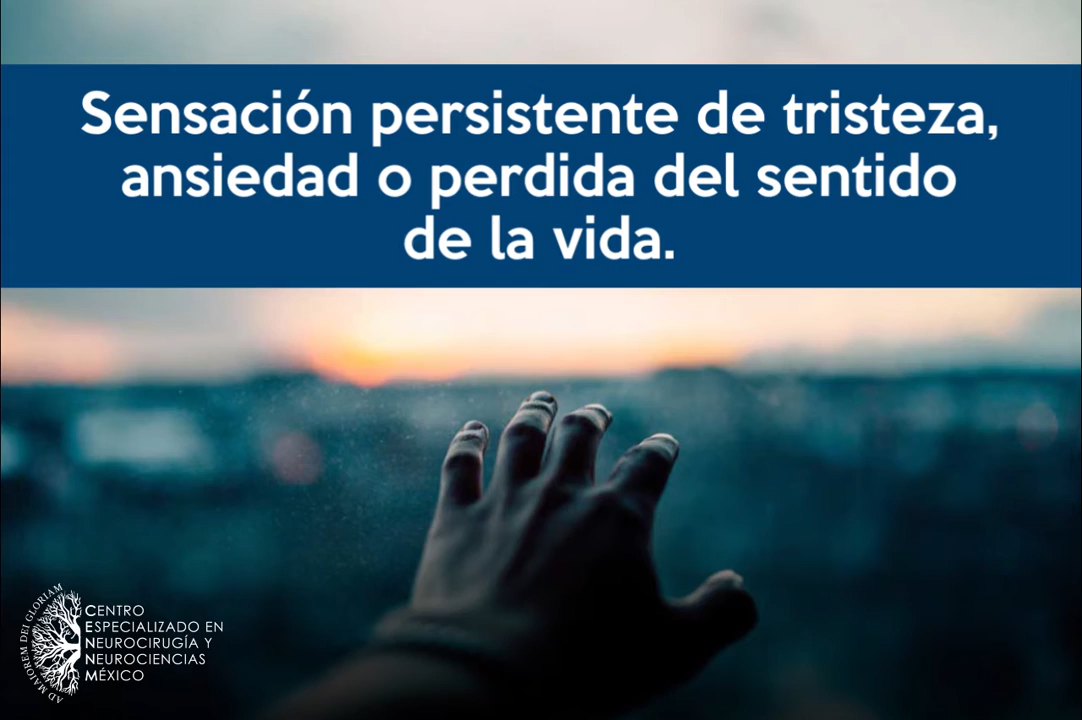 Sensación persistente de tristeza,
ansiedad o perdida del sentido
de la vida.
AD MAIOREM DEI GLORIAM
CENTRO
ESPECIALIZADO EN
NEUROCIRUGÍA Y
NEUROCIENCIAS
MÉXICO